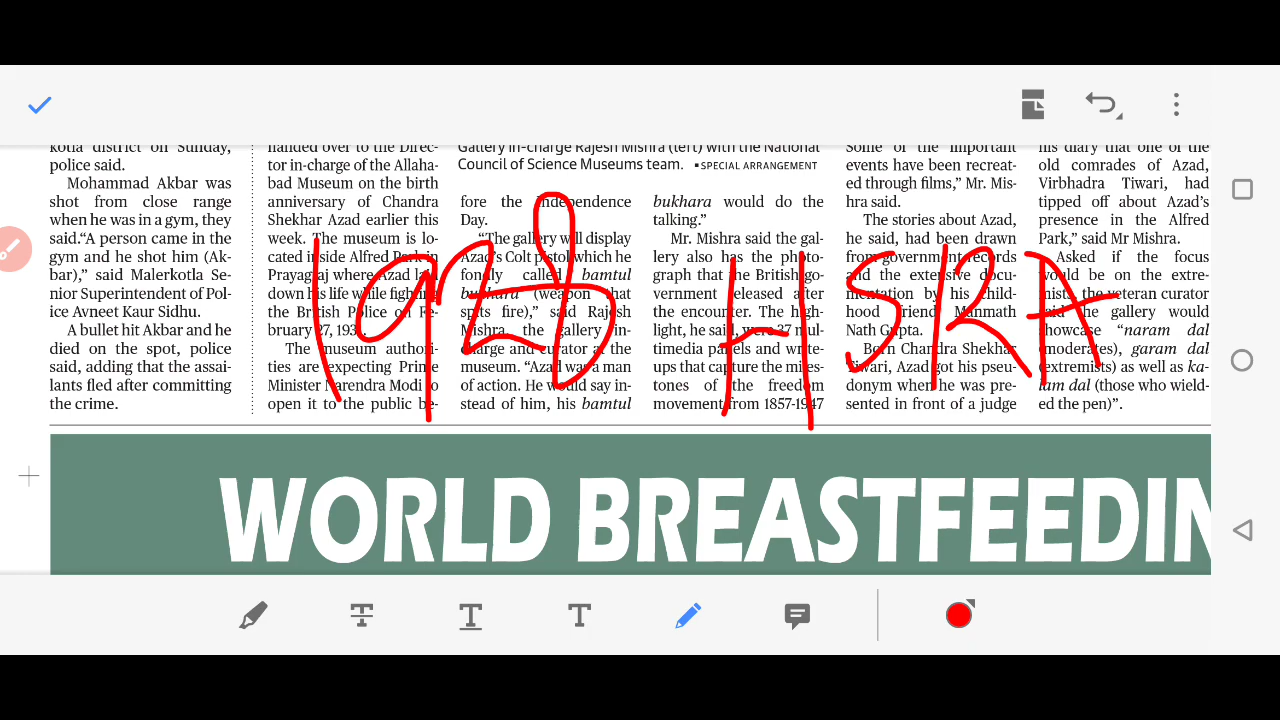 kotla district on Sunday,
police said.
Mohammad Akbar was
shot from close range
when he was in a gym, they
said."A person came in the
gym and he shot him (Ak-
bar)," said Malerkotla Se-
nior Superintendent of Pol-
ice Avneet Kaur Sidhu.
A bullet hit Akbar and he
died on the spot, police
said, adding that the assai-
lants fled after committing
the crime.
handed over to the Direc-
tor in-charge of the Allaha-
bad Museum on the birth
anniversary of Chandra
Shekhar Azad earlier this
week. The museum is lo-
cated inside Alfred Park in
Prayagraj where Azad laid
down his life while fighting
the British Police on Fe-
bruary 27, 1931.
The museum authori-
ties are expecting Prime
Minister Narendra Modi to
open it to the public be-
Gallery in-charge Rajesh Mishra (left) with the National
Council of Science Museums team. ▪SPECIAL ARRANGEMENT
fore the independence
Day.
"The gallery will display
Azad's Colt pistol which he
fondly called bamtul
bukhara (weapon that
spits fire)," said Rajesh
Mishra, the gallery in-
charge and curator at the
museum. "Azad was a man
of action. He would say in-
stead of him, his bamtul
bukhara would do the
talking."
Mr. Mishra said the gal-
lery also has the photo-
graph that the British go-
vernment released after
the encounter. The high-
light, he said, were 37 mul-
timedia panels and write-
ups that capture the miles-
tones of the freedom
movement from 1857-1947
Some of the important
events have been recreat-
ed through films," Mr. Mis-
hra said.
The stories about Azad,
he said, had been drawn
from government records
and the extensive docu-
mentation by his child-
hood friend Manmath
Nath Gupta.
Born Chandra Shekhar
Tiwari, Azad got his pseu-
donym when he was pre-
sented in front of a judge
his diary that one of the
old comrades of Azad,
Virbhadra Tiwari, had
tipped off about Azad's
presence in the Alfred
Park," said Mr Mishra.
Asked if the focus
would be on the extre-
mists, the veteran curator
said the gallery would
showcase "naram dal
(moderates), garam dal
(extremists) as well as ka-
lam dal (those who wield-
ed the pen)".
1928 HSRA
WORLD BREASTFEEDIN